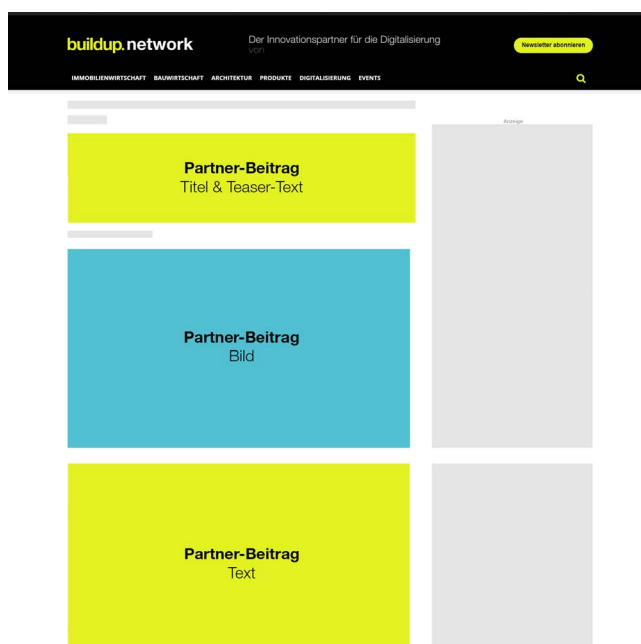 buildup.network
Der Innovationspartner für die Digitalisierung
von
Newsletter abonnieren
IMMOBILIENWIRTSCHAFT BAUWIRTSCHAFT ARCHITEKTUR PRODUKTE DIGITALISIERUNG EVENTS
Anzeige
Partner-Beitrag
Titel & Teaser-Text
Partner-Beitrag
Bild
Partner-Beitrag
Text